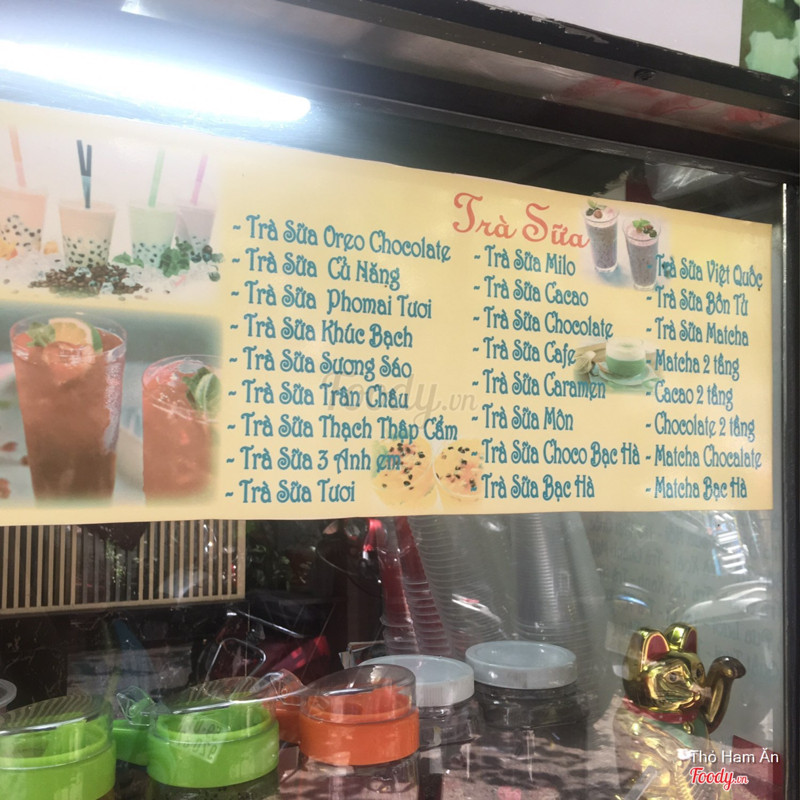 Trà Sữa
- Trà Sữa Oreo Chocolate
- Trà Sữa Củ Năng
- Trà Sữa Phomai Tươi
- Trà Sữa Khúc Bạch
- Trà Sữa Sương Sáo
- Trà Sữa Trân Châu
- Trà Sữa Thạch Thập Cẩm
- Trà Sữa 3 Anh em
- Trà Sữa Tươi
- Trà Sữa Milo
- Trà Sữa Cacao
- Trà Sữa Chocolate
- Trà Sữa Cafe
- Trà Sữa Caramen
- Trà Sữa Môn
- Trà Sữa Choco Bạc Hà
- Trà Sữa Bạc Hà
Trà Sữa Việt Quốc
- Trà Sữa Bôn Tử
- Trà Sữa Matcha
Matcha 2 tầng
- Cacao 2 tầng
- Chocolate 2 tầng
- Matcha Chocalate
- Matcha Bạc Hà
Foody.vn
Thỏ Ham Ăn
Foody.vn